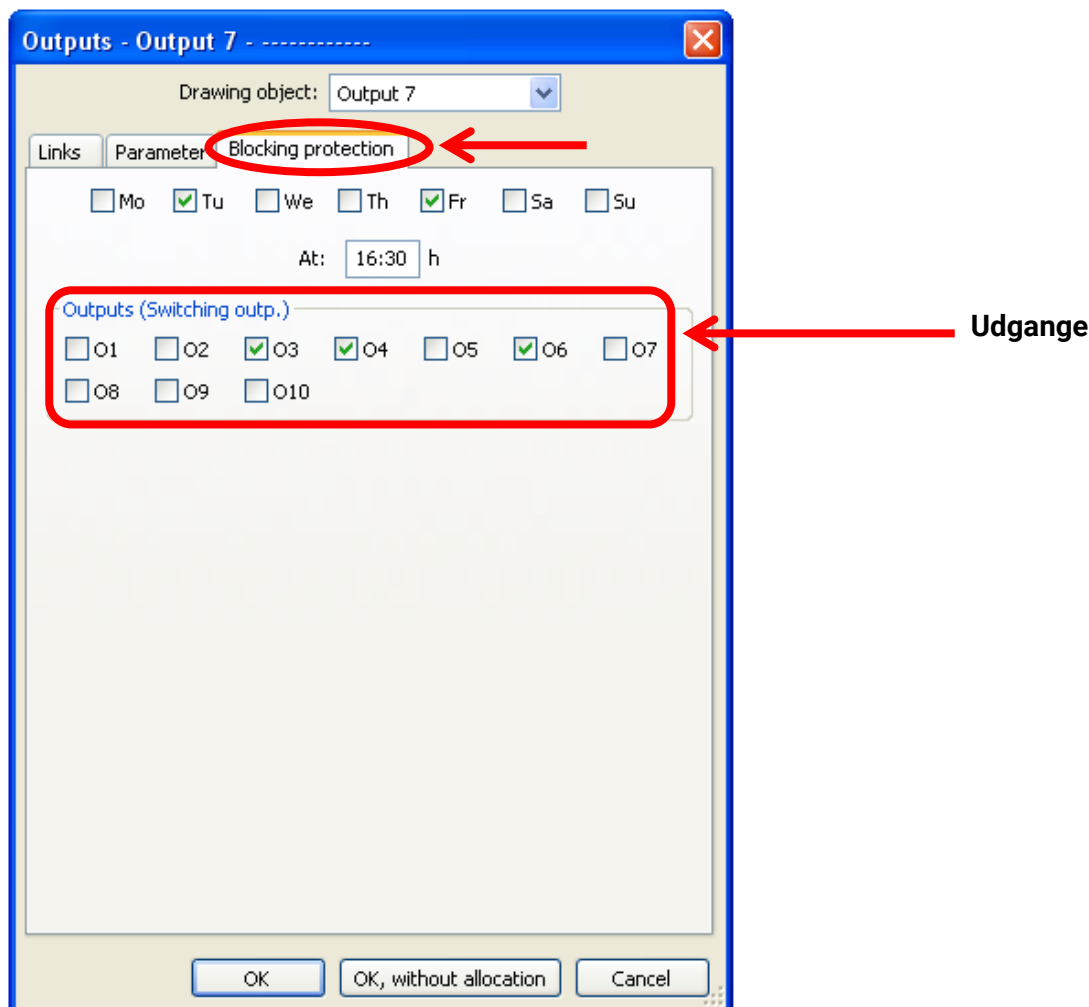 Outputs - Output 7 - ------------
Drawing object: Output 7
Links Parameter Blocking protection
Mo Tu We Th Fr Sa Su
At: 16:30 h
Outputs (Switching outp.)
Udgange
O1 O2 O3 O4 O5 O6 O7
O8 O9 O10
OK OK, without allocation Cancel